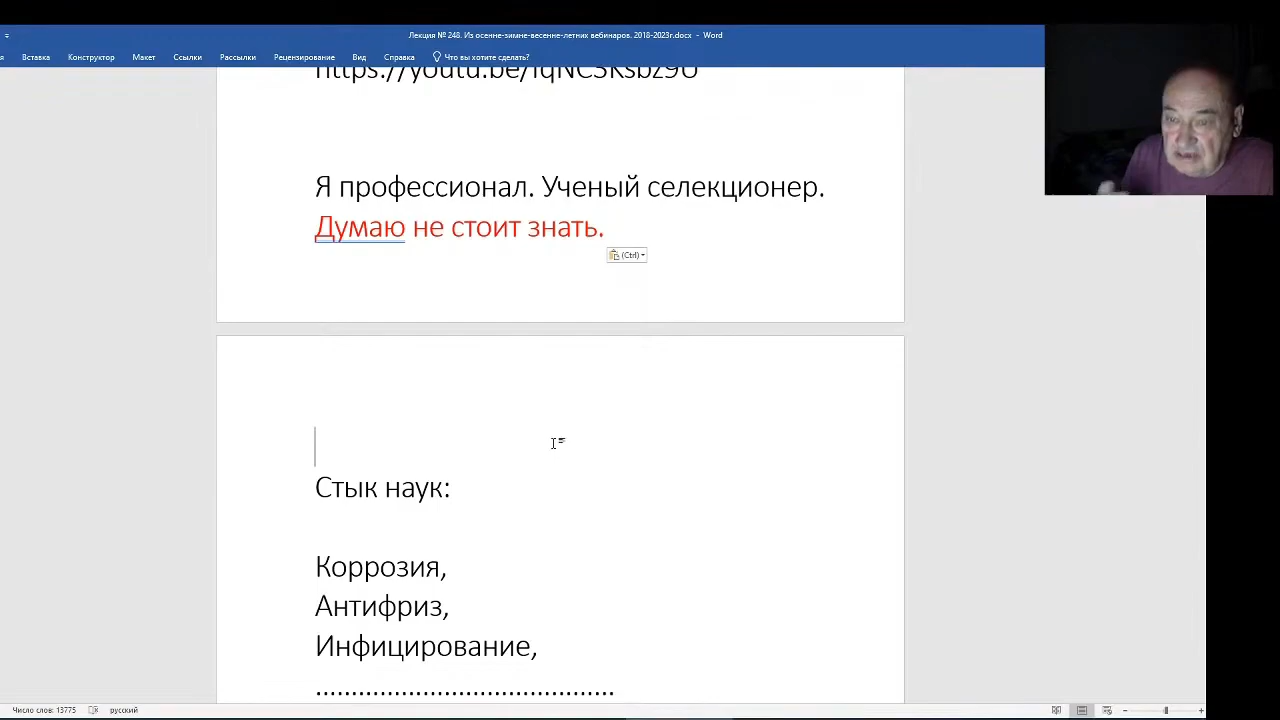 Лекция № 248. Из осенне-зимне-весенне-летних вебинаров. 2018-2023г.docx - Word
Вставка Конструктор Макет Ссылки Рассылки Рецензирование Вид Справка Что вы хотите сделать?
Я профессионал. Ученый селекционер.
Думаю не стоит знать.
(Ctrl)
Стык наук:
Коррозия,
Антифриз,
Инфицирование,
..........................................
Число слов: 13775 русский